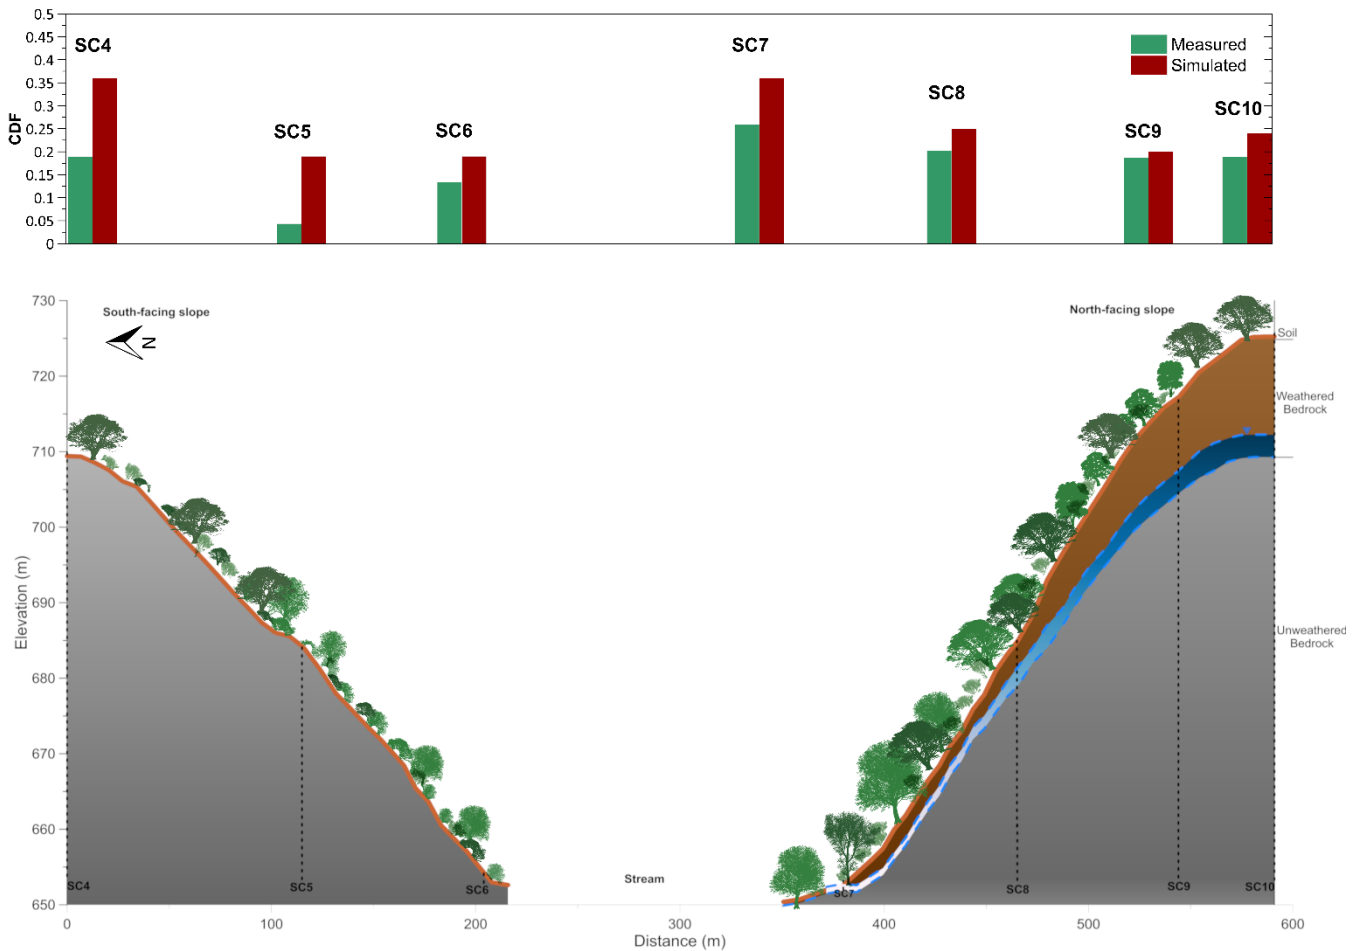 0.5
0.45
0.4
0.35
0.3
0.25
0.2
0.15
0.1
0.05
0
CDF
SC4
SC5
SC6
SC7
SC8
SC9
SC10
Measured
Simulated
730
720
710
700
690
680
670
660
650
Elevation (m)
South-facing slope
N
North-facing slope
Soil
Weathered
Bedrock
Unweathered
Bedrock
SC4
SC5
SC6
Stream
SC7
SC8
SC9
SC10
0
100
200
300
400
500
600
Distance (m)